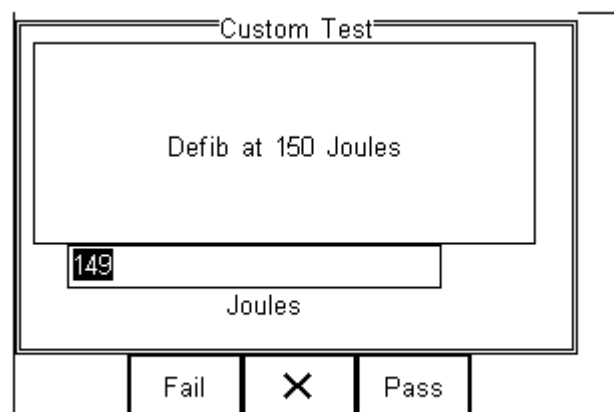 Custom Test
Defib at 150 Joules
149
Joules
Fail
X
Pass